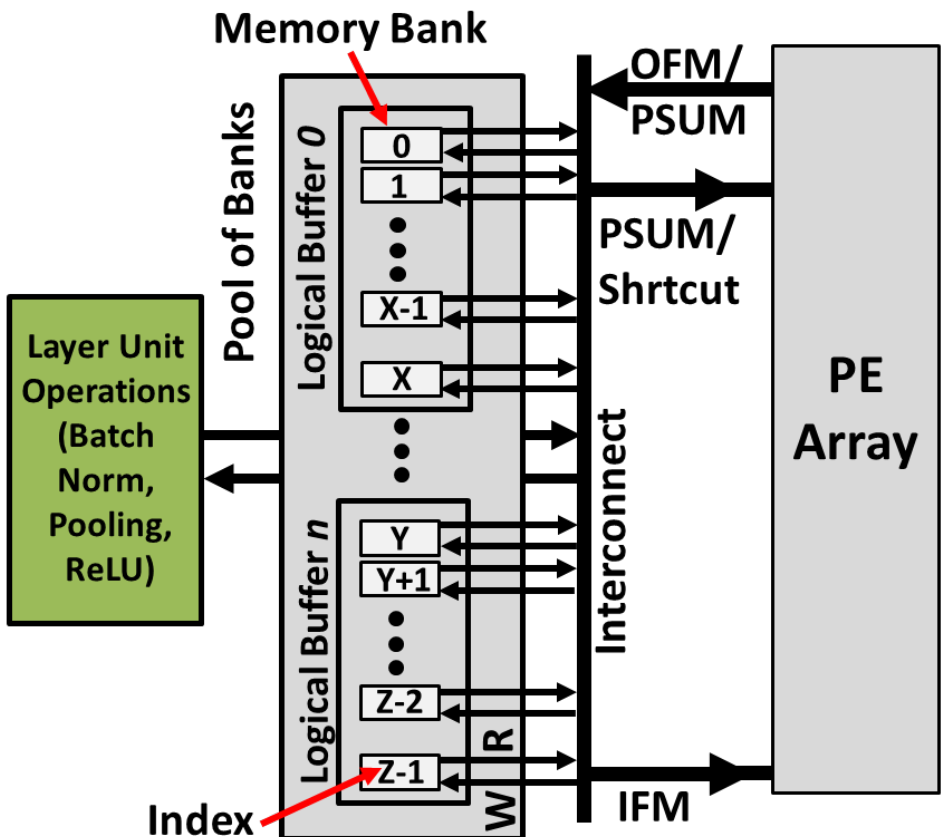 Memory Bank
Pool of Banks
Logical Buffer 0
0
1
X-1
X
Logical Buffer n
Y
Y+1
Z-2
Z-1
W
R
Index
Layer Unit
Operations
(Batch
Norm,
Pooling,
ReLU)
Interconnect
OFM/
PSUM
PSUM/
Shrtcut
IFM
PE
Array